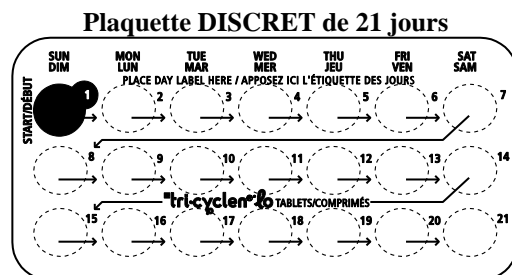 Plaquette DISCRET de 21 jours
SUN MON TUE WED THU FRI SAT
DIM LUN MAR MER JEU VEN SAM
PLACE DAY LABEL HERE / APPOSEZ ICI L'ÉTIQUETTE DES JOURS
START/DÉBUT
1 2 3 4 5 6 7
8 9 10 11 12 13 14
tri-cyclen lo TABLETS/COMPRIMÉS
15 16 17 18 19 20 21